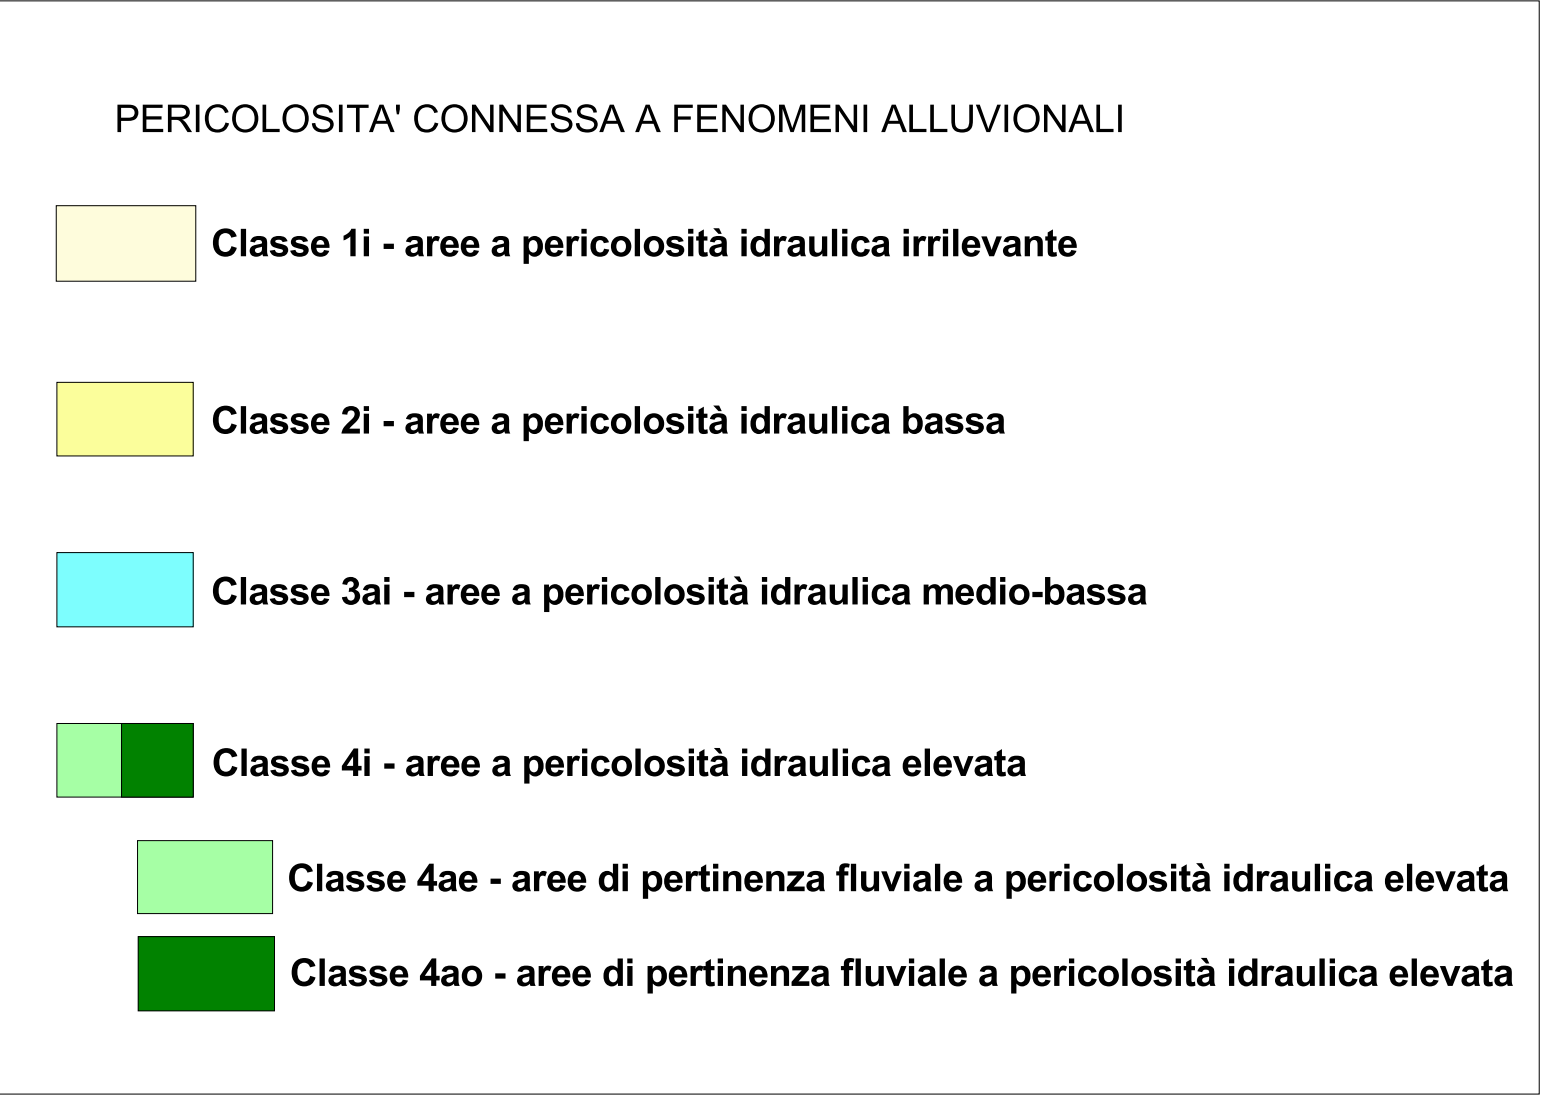 PERICOLOSITA' CONNESSA A FENOMENI ALLUVIONALI
Classe 1i - aree a pericolosità idraulica irrilevante
Classe 2i - aree a pericolosità idraulica bassa
Classe 3ai - aree a pericolosità idraulica medio-bassa
Classe 4i - aree a pericolosità idraulica elevata
Classe 4ae - aree di pertinenza fluviale a pericolosità idraulica elevata
Classe 4ao - aree di pertinenza fluviale a pericolosità idraulica elevata